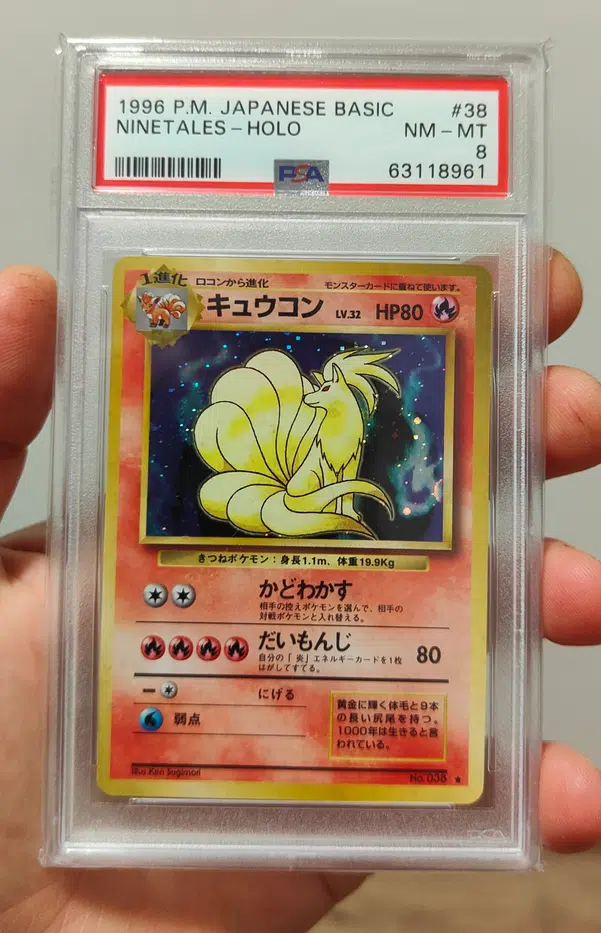 1996 P.M. JAPANESE BASIC #38
NINETALES - HOLO NM - MT
8
PSA 63118961
1進化 ロコンから進化 モンスターカードに重ねて使います。
キュウコン LV.32 HP80
きつねポケモン：身長1.1m、体重19.9Kg
かどわかす
相手の控えポケモンを選んで、相手の
対戦ポケモンと入れ替える。
だいもんじ 80
自分の「炎」エネルギーカードを1枚
はがしてすてる。
にげる
弱点
黄金に輝く体毛と9本
の長い尻尾を持つ。
1000年は生きると言
われている。
Illus. Ken Sugimori No. 038 ★
PSA